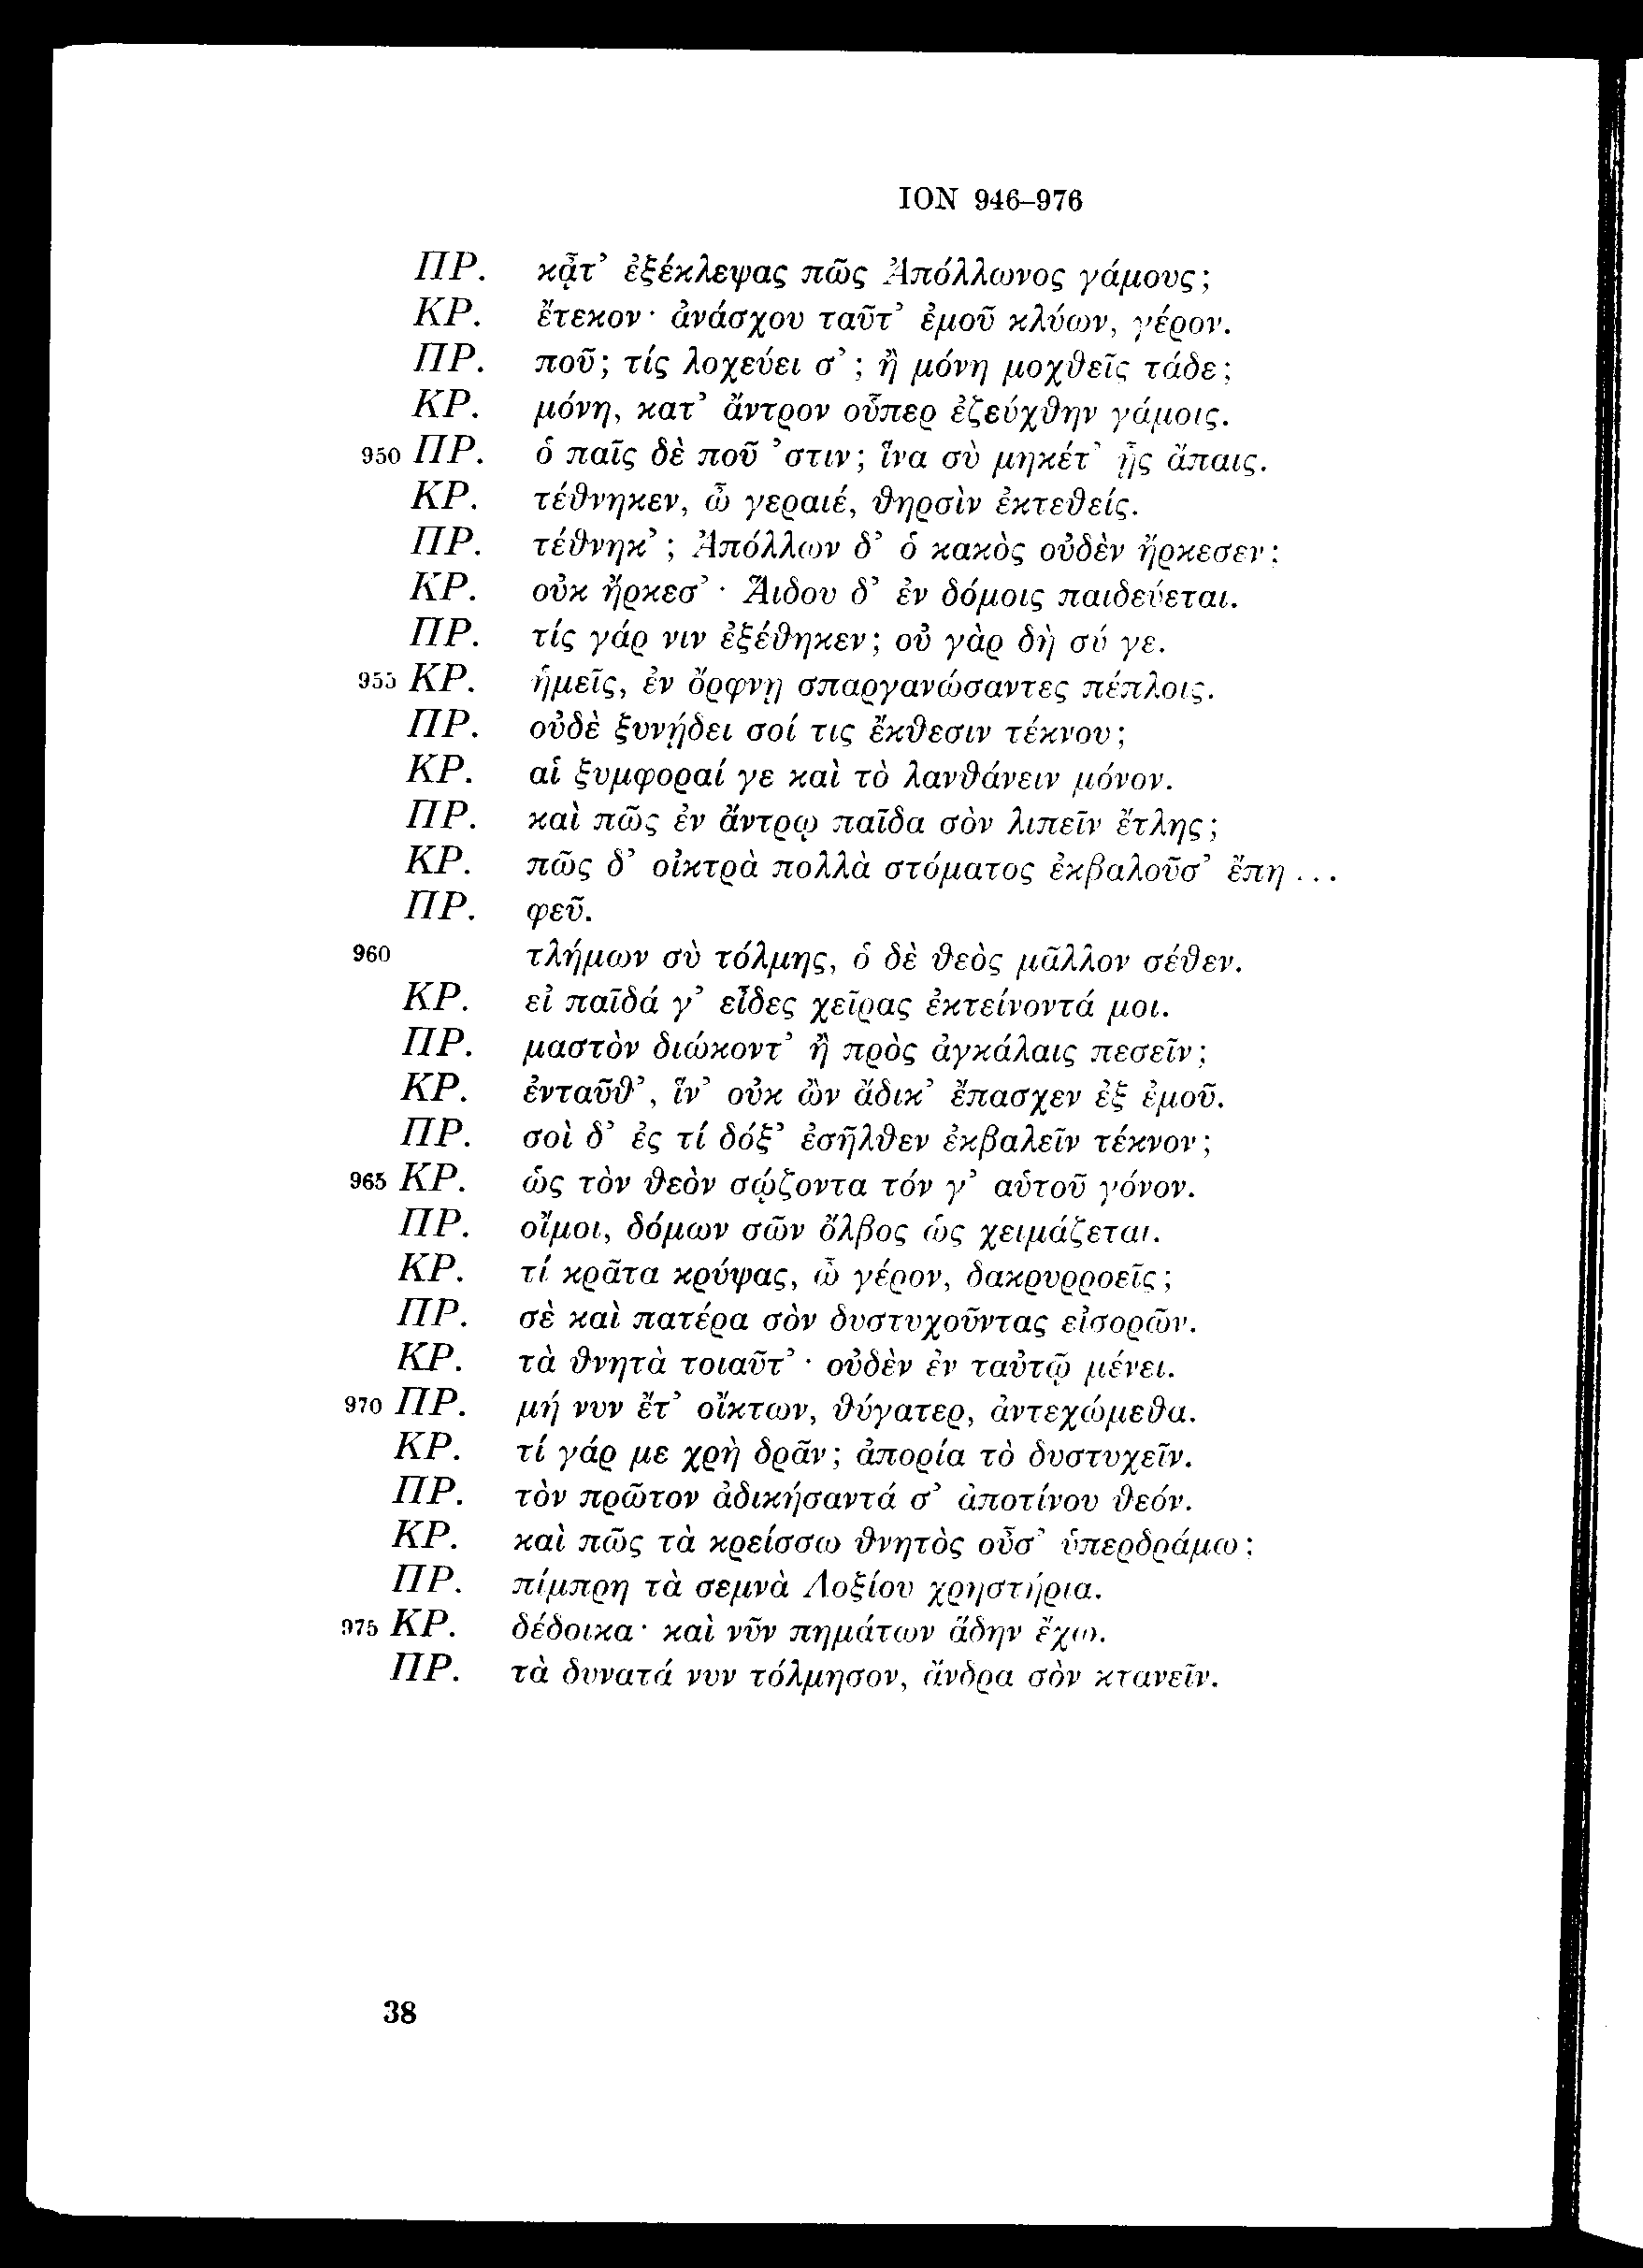 ION 946–976
ΠΡ. κᾆτ’ ἐξέκλεψας πῶς Ἀπόλλωνος γάμους;
ΚΡ. ἔτεκον· ἀνάσχου ταῦτ’ ἐμοῦ κλύων, γέρον.
ΠΡ. ποῦ; τίς λοχεύει σ’; ἢ μόνη μοχθεῖς τάδε;
ΚΡ. μόνη, κατ’ ἄντρον οὗπερ ἐζεύχθην γάμοις.
950 ΠΡ. ὁ παῖς δὲ ποῦ ’στιν; ἵνα σὺ μηκέτ’ ᾖς ἄπαις.
ΚΡ. τέθνηκεν, ὦ γεραιέ, θηρσὶν ἐκτεθείς.
ΠΡ. τέθνηκ’; Ἀπόλλων δ’ ὁ κακὸς οὐδὲν ἤρκεσεν;
ΚΡ. οὐκ ἤρκεσ’· Ἅιδου δ’ ἐν δόμοις παιδεύεται.
ΠΡ. τίς γάρ νιν ἐξέθηκεν; οὐ γὰρ δὴ σύ γε.
955 ΚΡ. ἡμεῖς, ἐν ὄρφνῃ σπαργανώσαντες πέπλοις.
ΠΡ. οὐδὲ ξυνῄδει σοί τις ἔκθεσιν τέκνου;
ΚΡ. αἱ ξυμφοραί γε καὶ τὸ λανθάνειν μόνον.
ΠΡ. καὶ πῶς ἐν ἄντρῳ παῖδα σὸν λιπεῖν ἔτλης;
ΚΡ. πῶς δ’ οἰκτρὰ πολλὰ στόματος ἐκβαλοῦσ’ ἔπη ...
ΠΡ. φεῦ.
960 τλήμων σὺ τόλμης, ὁ δὲ θεὸς μᾶλλον σέθεν.
ΚΡ. εἰ παῖδά γ’ εἶδες χεῖρας ἐκτείνοντά μοι.
ΠΡ. μαστὸν διώκοντ’ ἢ πρὸς ἀγκάλαις πεσεῖν;
ΚΡ. ἐνταῦθ’, ἵν’ οὐκ ὢν ἄδικ’ ἔπασχεν ἐξ ἐμοῦ.
ΠΡ. σοὶ δ’ ἐς τί δόξ’ ἐσῆλθεν ἐκβαλεῖν τέκνον;
965 ΚΡ. ὡς τὸν θεὸν σῴζοντα τόν γ’ αὑτοῦ γόνον.
ΠΡ. οἴμοι, δόμων σῶν ὄλβος ὡς χειμάζεται.
ΚΡ. τί κρᾶτα κρύψας, ὦ γέρον, δακρυρροεῖς;
ΠΡ. σὲ καὶ πατέρα σὸν δυστυχοῦντας εἰσορῶν.
ΚΡ. τὰ θνητὰ τοιαῦτ’· οὐδὲν ἐν ταὐτῷ μένει.
970 ΠΡ. μή νυν ἔτ’ οἴκτων, θύγατερ, ἀντεχώμεθα.
ΚΡ. τί γάρ με χρὴ δρᾶν; ἀπορία τὸ δυστυχεῖν.
ΠΡ. τὸν πρῶτον ἀδικήσαντά σ’ ἀποτίνου θεόν.
ΚΡ. καὶ πῶς τὰ κρείσσω θνητὸς οὖσ’ ὑπερδράμω;
ΠΡ. πίμπρη τὰ σεμνὰ Λοξίου χρηστήρια.
975 ΚΡ. δέδοικα· καὶ νῦν πημάτων ἅδην ἔχω.
ΠΡ. τὰ δυνατά νυν τόλμησον, ἄνδρα σὸν κτανεῖν.
38